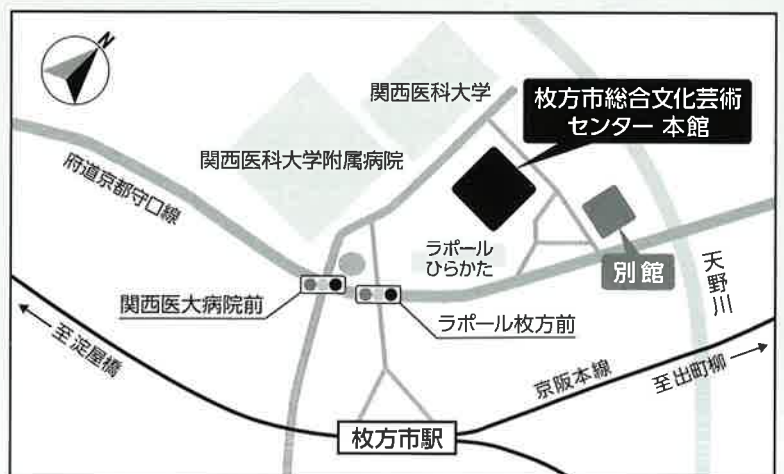 N
関西医科大学
枚方市総合文化芸術
センター 本館
関西医科大学附属病院
府道京都守口線
ラポール
ひらかた
別館
天野川
関西医大病院前
ラポール枚方前
至淀屋橋
京阪本線
至出町柳
枚方市駅